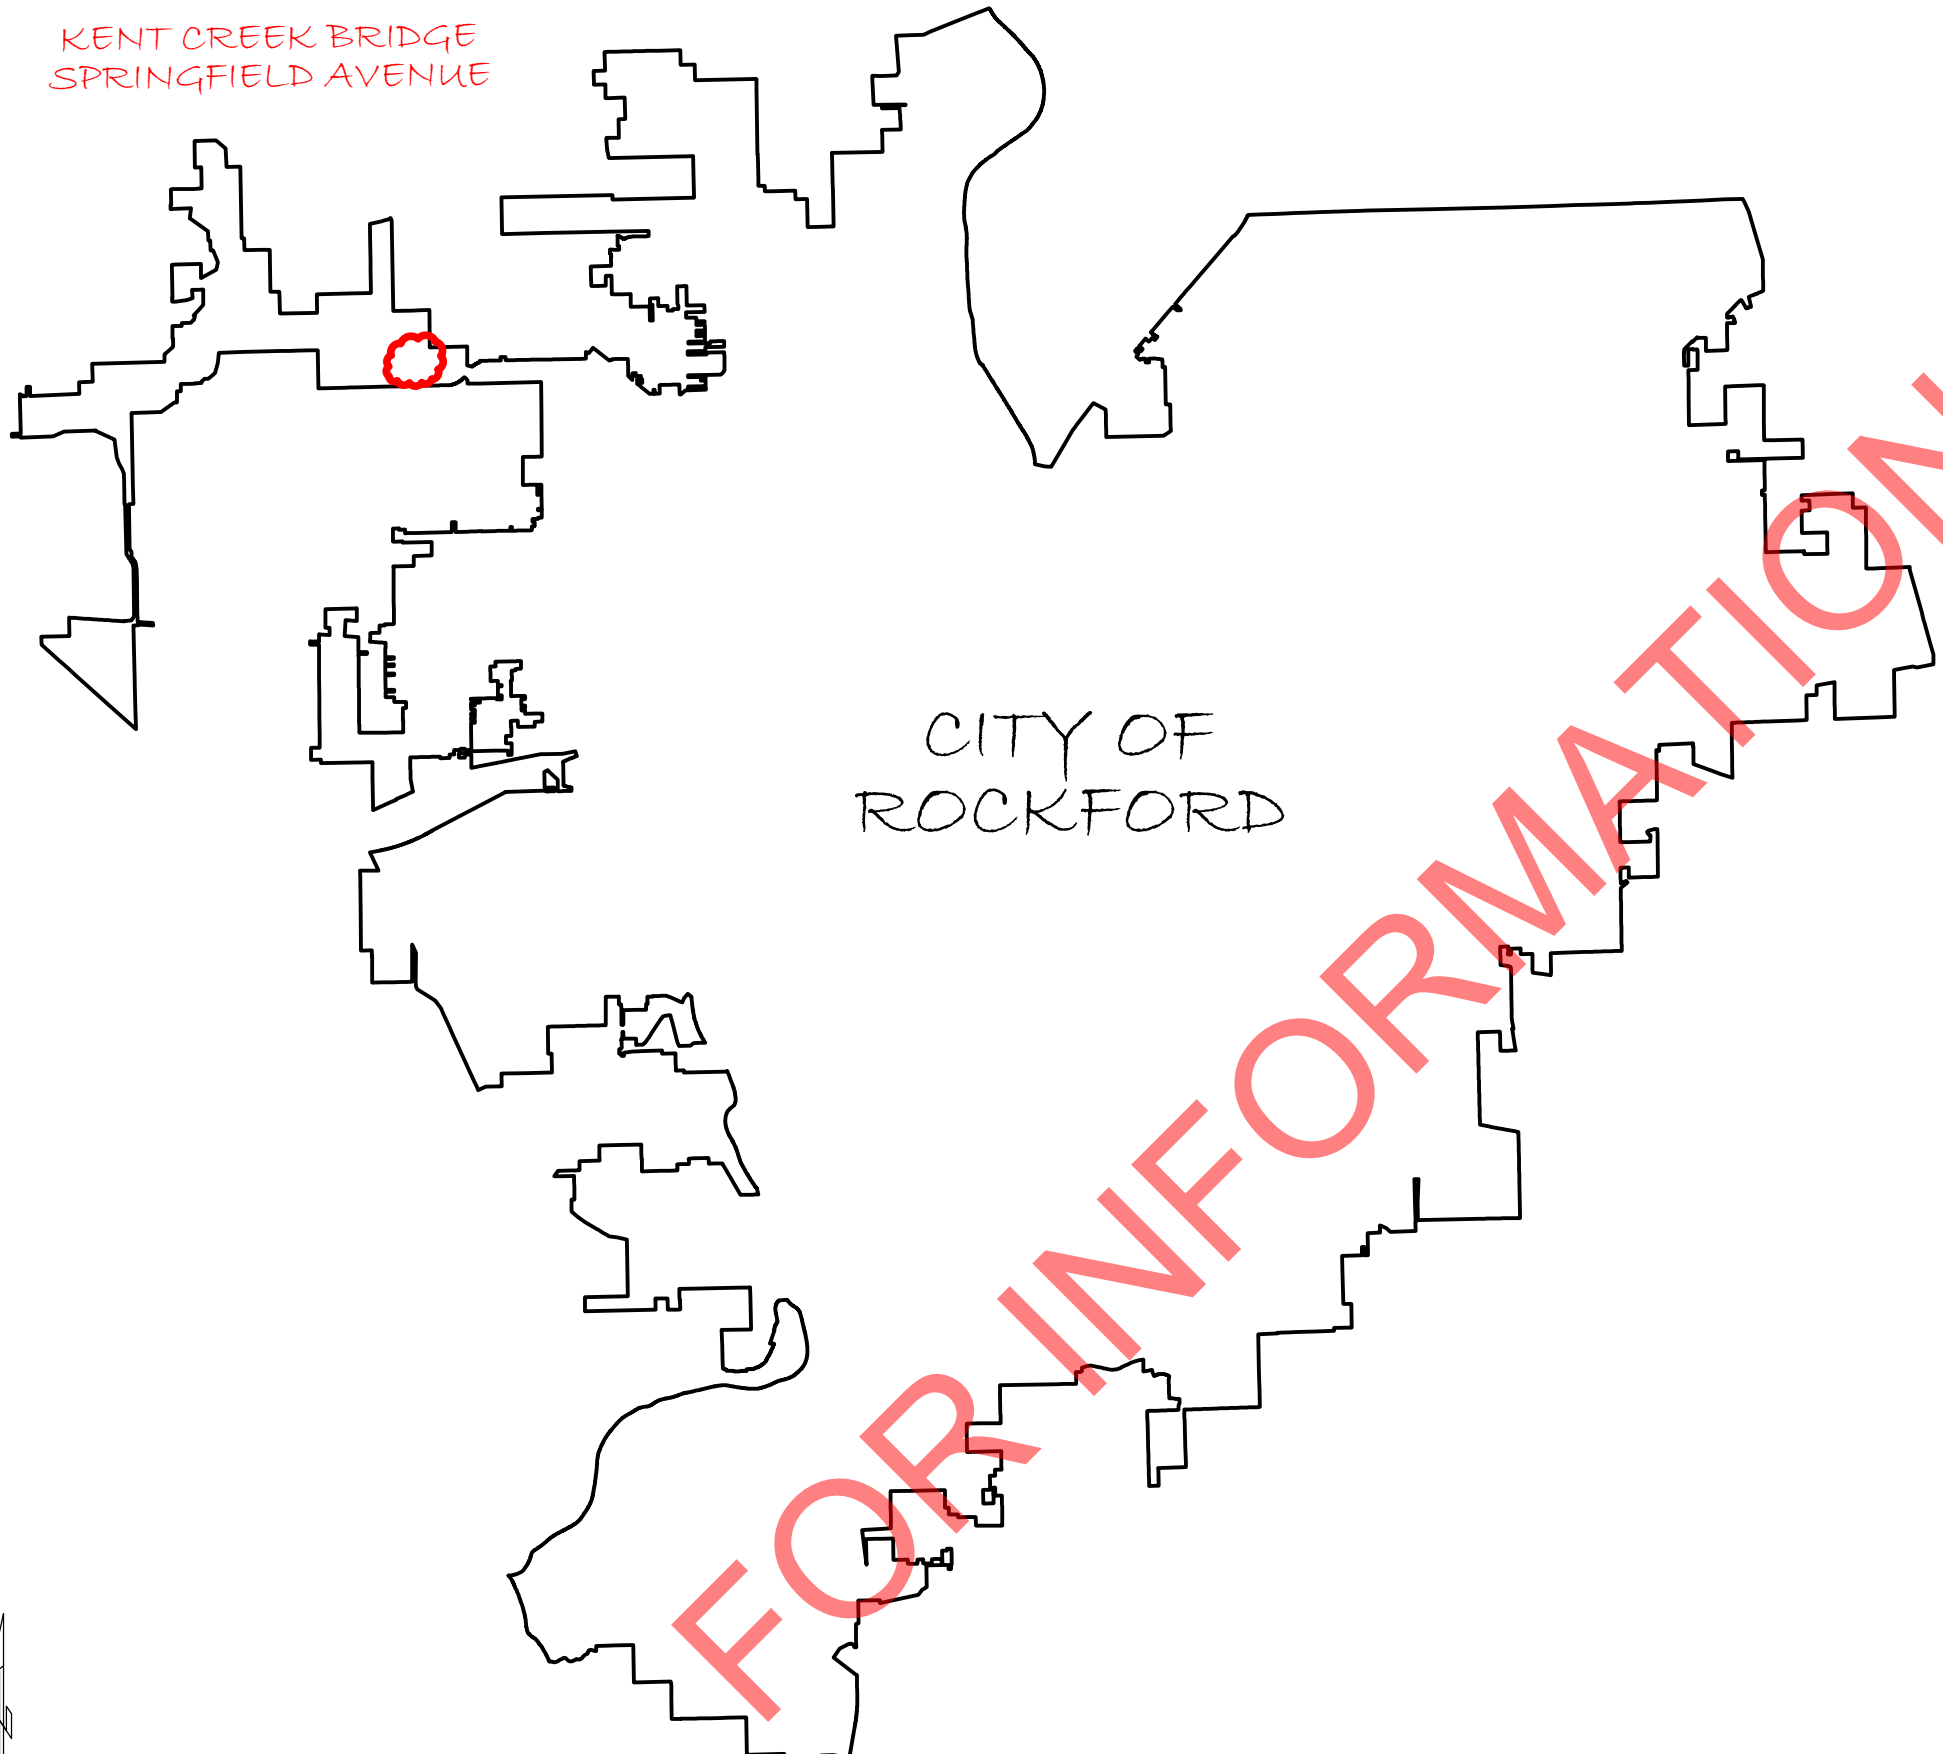 KENT CREEK BRIDGE
SPRINGFIELD AVENUE
CITY OF
ROCKFORD
FOR INFORMATION